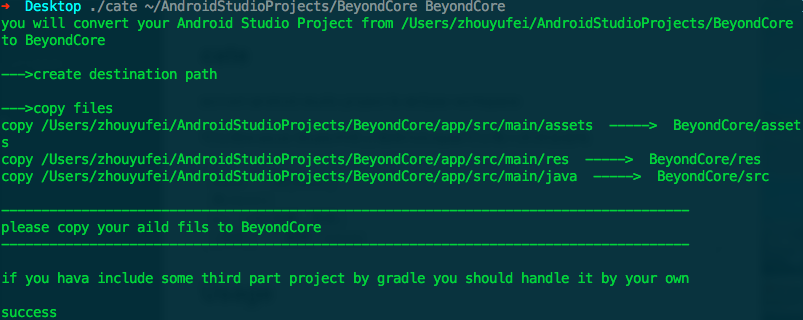 ➜  Desktop ./cate ~/AndroidStudioProjects/BeyondCore BeyondCore
you will convert your Android Studio Project from /Users/zhouyufei/AndroidStudioProjects/BeyondCore
to BeyondCore
--->create destination path
--->copy files
copy /Users/zhouyufei/AndroidStudioProjects/BeyondCore/app/src/main/assets  ----->  BeyondCore/asset
s
copy /Users/zhouyufei/AndroidStudioProjects/BeyondCore/app/src/main/res  ----->  BeyondCore/res
copy /Users/zhouyufei/AndroidStudioProjects/BeyondCore/app/src/main/java  ----->  BeyondCore/src
--------------------------------------------------------------------------------------
please copy your aild fils to BeyondCore
--------------------------------------------------------------------------------------
if you hava include some third part project by gradle you should handle it by your own
success